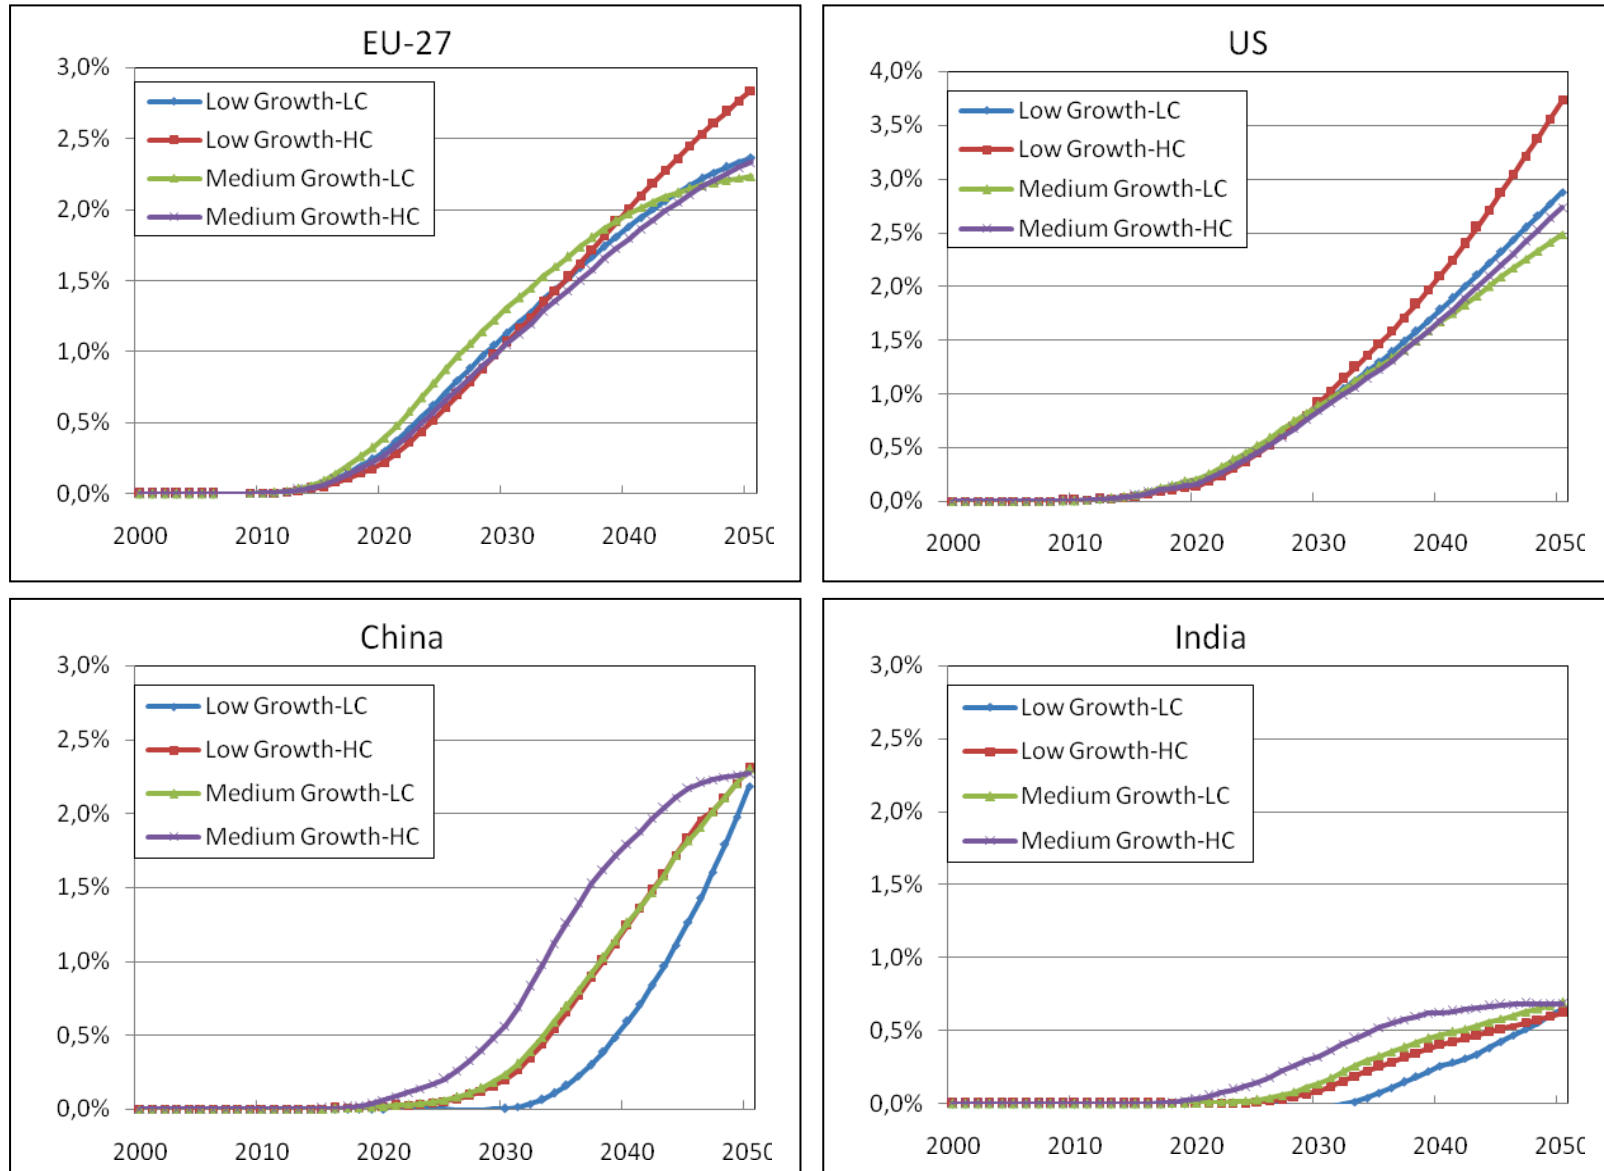 EU-27
3,0%
2,5%
2,0%
1,5%
1,0%
0,5%
0,0%
Low Growth-LC
Low Growth-HC
Medium Growth-LC
Medium Growth-HC
2000 2010 2020 2030 2040 2050
US
4,0%
3,5%
3,0%
2,5%
2,0%
1,5%
1,0%
0,5%
0,0%
Low Growth-LC
Low Growth-HC
Medium Growth-LC
Medium Growth-HC
2000 2010 2020 2030 2040 2050
China
3,0%
2,5%
2,0%
1,5%
1,0%
0,5%
0,0%
Low Growth-LC
Low Growth-HC
Medium Growth-LC
Medium Growth-HC
2000 2010 2020 2030 2040 2050
India
3,0%
2,5%
2,0%
1,5%
1,0%
0,5%
0,0%
Low Growth-LC
Low Growth-HC
Medium Growth-LC
Medium Growth-HC
2000 2010 2020 2030 2040 2050